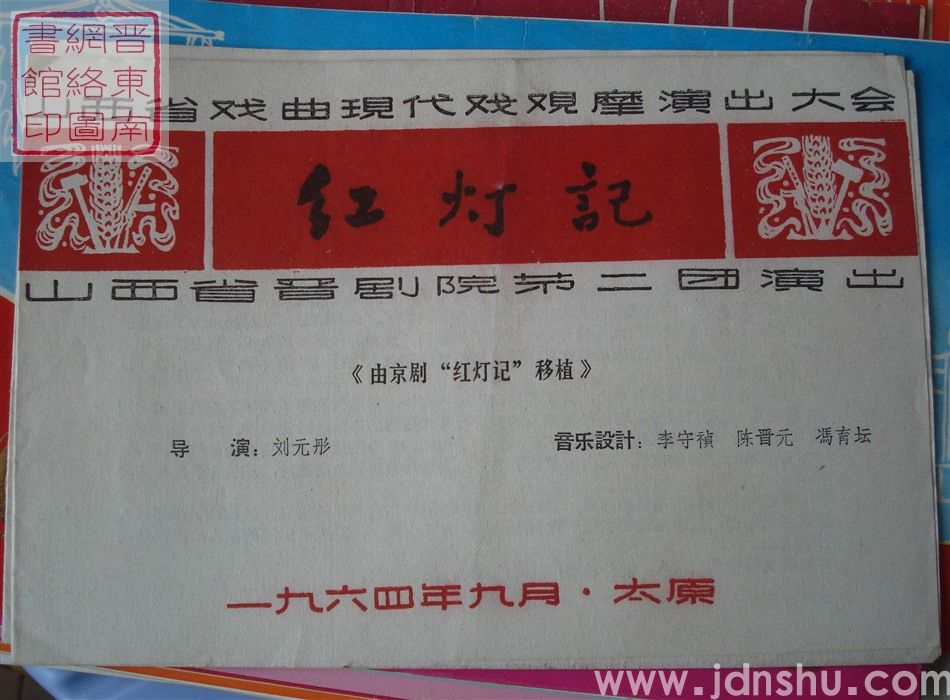 山西省戏曲現代戏观摩演出大会
红灯記
山西省晋剧院第二团演出
《由京剧“红灯记”移植》
导 演：刘元彤
音乐設計：李守禎 陈晋元 馮育坛
一九六四年九月·太原
晋東南
網絡圖
書館印
www.jdnshu.com